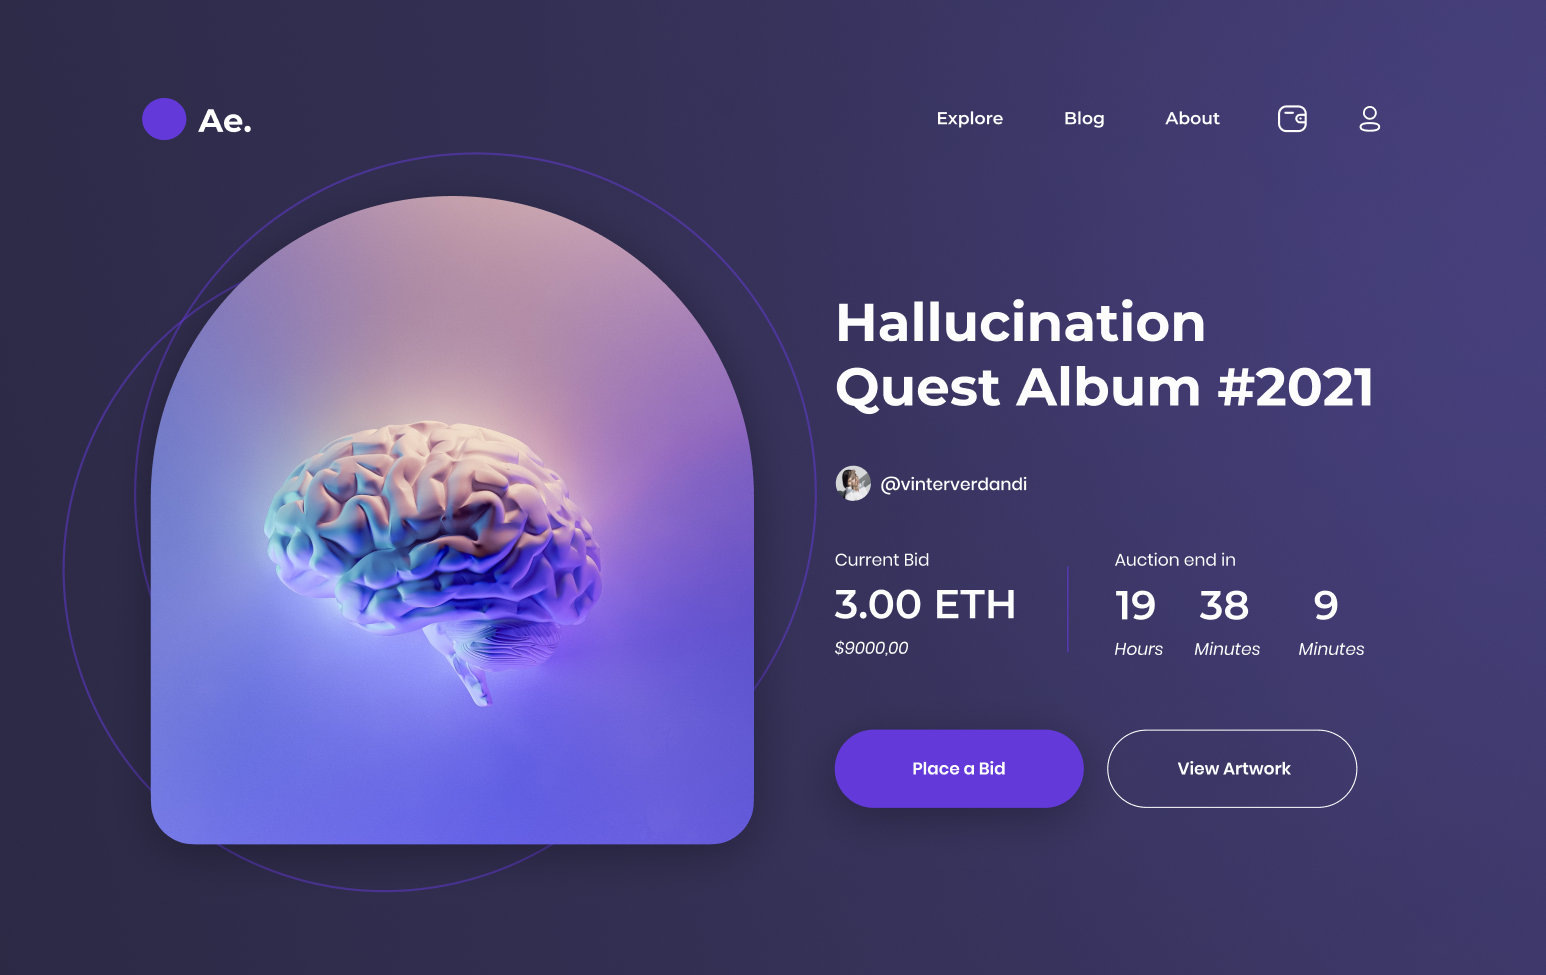 Ae.
Explore Blog About
Hallucination
Quest Album #2021
@vinterverdandi
Current Bid
3.00 ETH
$9000,00
Auction end in
19 38 9
Hours Minutes Minutes
Place a Bid
View Artwork